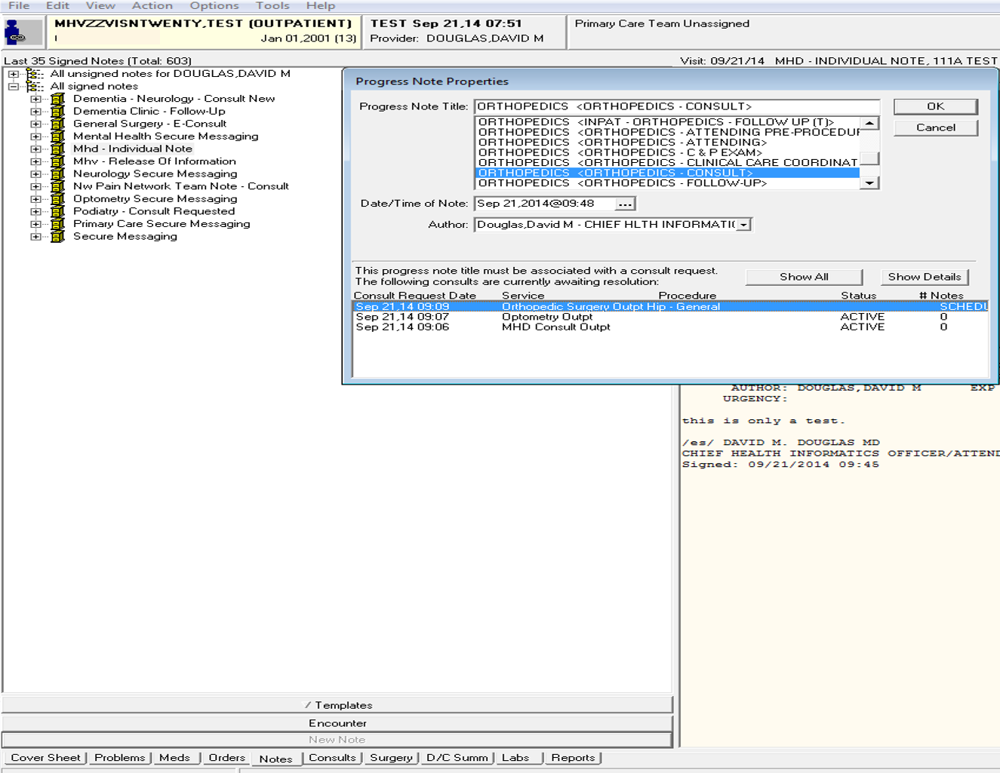 File Edit View Action Options Tools Help
MHVZZVISNTWENTY,TEST (OUTPATIENT)
Jan 01,2001 (13)
TEST Sep 21,14 07:51
Provider: DOUGLAS,DAVID M
Primary Care Team Unassigned
Last 35 Signed Notes (Total: 603)
Visit: 09/21/14 MHD - INDIVIDUAL NOTE, 111A TEST
All unsigned notes for DOUGLAS,DAVID M
All signed notes
Dementia - Neurology - Consult New
Dementia Clinic - Follow-Up
General Surgery - E-Consult
Mental Health Secure Messaging
Mhd - Individual Note
Mhv - Release Of Information
Neurology Secure Messaging
Nw Pain Network Team Note - Consult
Optometry Secure Messaging
Podiatry - Consult Requested
Primary Care Secure Messaging
Secure Messaging
Progress Note Properties
Progress Note Title: ORTHOPEDICS <ORTHOPEDICS - CONSULT>
OK
Cancel
ORTHOPEDICS <INPAT - ORTHOPEDICS - FOLLOW UP (T)>
ORTHOPEDICS <ORTHOPEDICS - ATTENDING PRE-PROCEDUR
ORTHOPEDICS <ORTHOPEDICS - ATTENDING>
ORTHOPEDICS <ORTHOPEDICS - C & P EXAM>
ORTHOPEDICS <ORTHOPEDICS - CLINICAL CARE COORDINAT
ORTHOPEDICS <ORTHOPEDICS - CONSULT>
ORTHOPEDICS <ORTHOPEDICS - FOLLOW-UP>
Date/Time of Note: Sep 21,2014@09:48 ...
Author: Douglas,David M - CHIEF HLTH INFORMATI
This progress note title must be associated with a consult request.
The following consults are currently awaiting resolution:
Show All
Show Details
Consult Request Date Service Procedure Status # Notes
Sep 21,14 09:09 Orthopedic Surgery Outpt Hip - General SCHEDU
Sep 21,14 09:07 Optometry Outpt ACTIVE 0
Sep 21,14 09:06 MHD Consult Outpt ACTIVE 0
AUTHOR: DOUGLAS,DAVID M EXP
URGENCY:
this is only a test.
/es/ DAVID M. DOUGLAS MD
CHIEF HEALTH INFORMATICS OFFICER/ATTEND
Signed: 09/21/2014 09:45
/ Templates
Encounter
New Note
Cover Sheet Problems Meds Orders Notes Consults Surgery D/C Summ Labs Reports